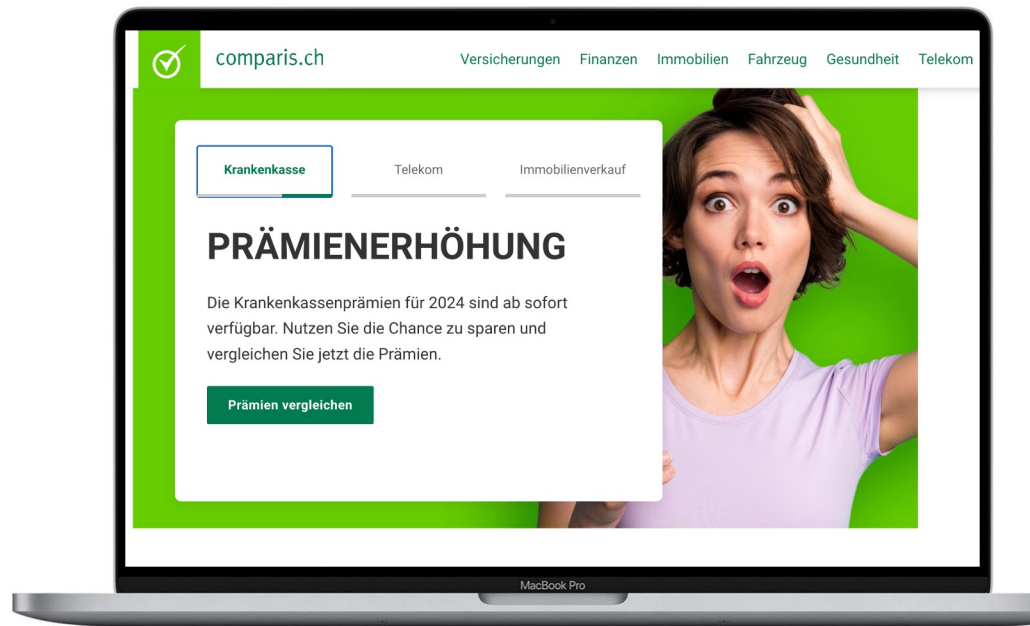 comparis.ch
Versicherungen Finanzen Immobilien Fahrzeug Gesundheit Telekom
Krankenkasse Telekom Immobilienverkauf
PRÄMIENERHÖHUNG
Die Krankenkassenprämien für 2024 sind ab sofort
verfügbar. Nutzen Sie die Chance zu sparen und
vergleichen Sie jetzt die Prämien.
Prämien vergleichen
MacBook Pro